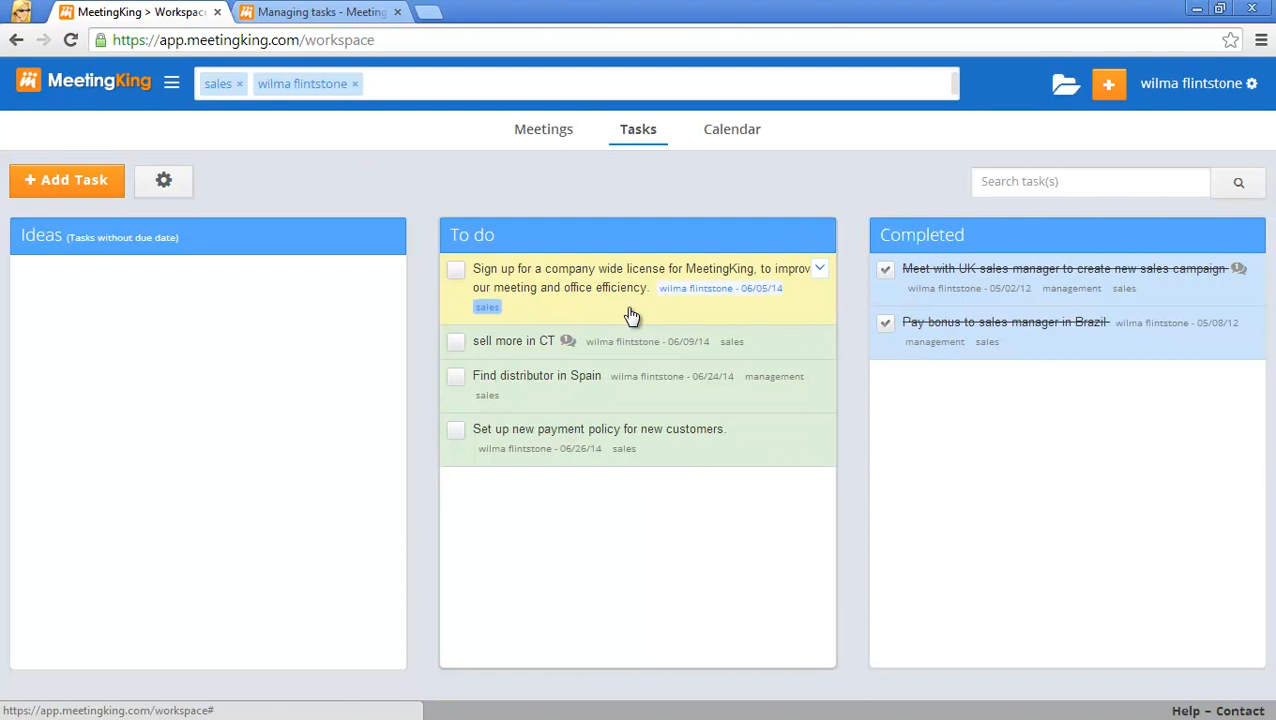 MeetingKing > Workspac ×
Managing tasks - Meeting ×
https://app.meetingking.com/workspace
MeetingKing
sales × wilma flintstone ×
+
wilma flintstone
Meetings Tasks Calendar
+ Add Task
Search task(s)
Ideas (Tasks without due date)
To do
Sign up for a company wide license for MeetingKing, to improv
our meeting and office efficiency. wilma flintstone - 06/05/14
sales
sell more in CT wilma flintstone - 06/09/14 sales
Find distributor in Spain wilma flintstone - 06/24/14 management
sales
Set up new payment policy for new customers.
wilma flintstone - 06/26/14 sales
Completed
Meet with UK sales manager to create new sales campaign
wilma flintstone - 05/02/12 management sales
Pay bonus to sales manager in Brazil wilma flintstone - 05/08/12
management sales
https://app.meetingking.com/workspace#
Help – Contact